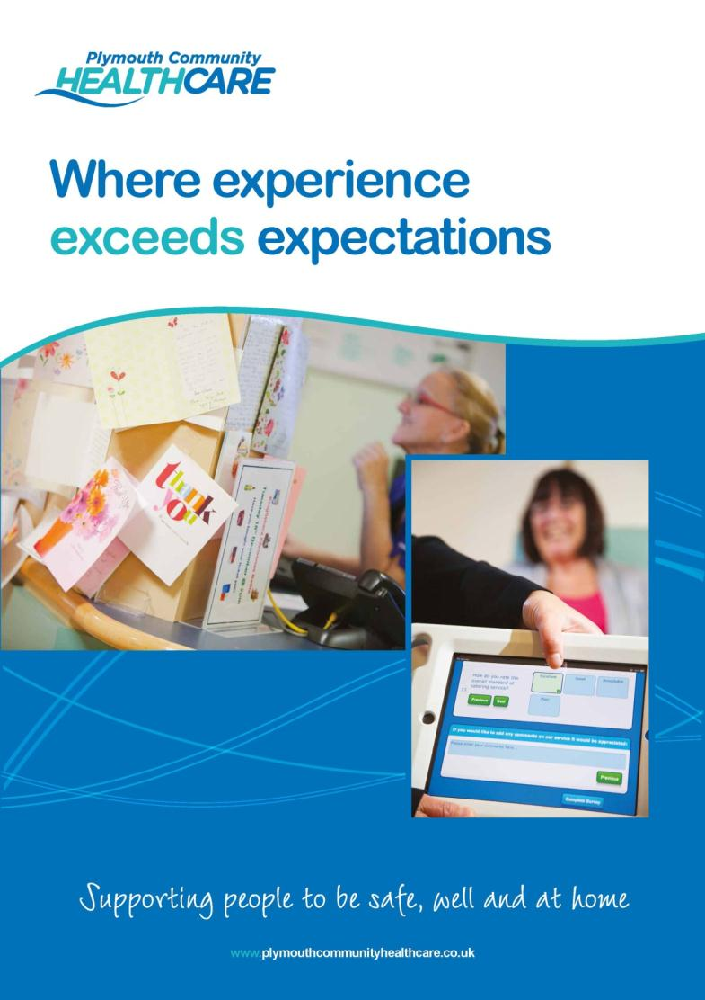 Plymouth Community
HEALTHCARE
Where experience
exceeds expectations
thank
you
How do you rate the
overall standard of
catering service?
Excellent
Good
Acceptable
Poor
Previous
Next
If you would like to add any comments on our service it would be appreciated:
Please enter your comments here...
Previous
Complete Survey
Supporting people to be safe, well and at home
www.plymouthcommunityhealthcare.co.uk